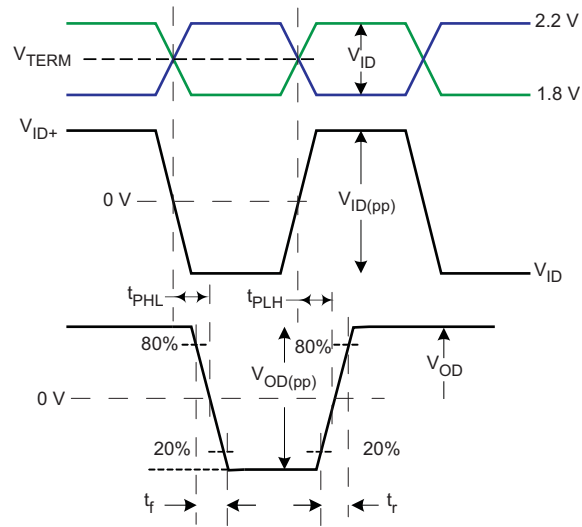 2.2 V
VTERM
VID
1.8 V
VID+
0 V
VID(pp)
VID
tPHL
tPLH
80%
80%
VOD(pp)
VOD
0 V
20%
20%
tf
tr